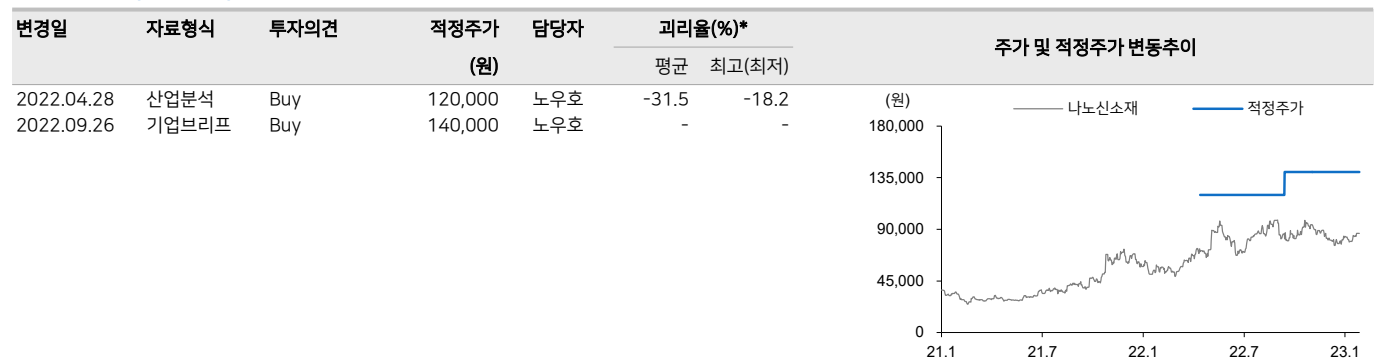 변경일 자료형식 투자의견 적정주가 담당자 괴리율(%)* 주가 및 적정주가 변동추이
(원) 평균 최고(최저)
2022.04.28 산업분석 Buy 120,000 노우호 -31.5 -18.2
2022.09.26 기업브리프 Buy 140,000 노우호 - -
(원) 나노신소재 적정주가
180,000
135,000
90,000
45,000
0
21.1 21.7 22.1 22.7 23.1